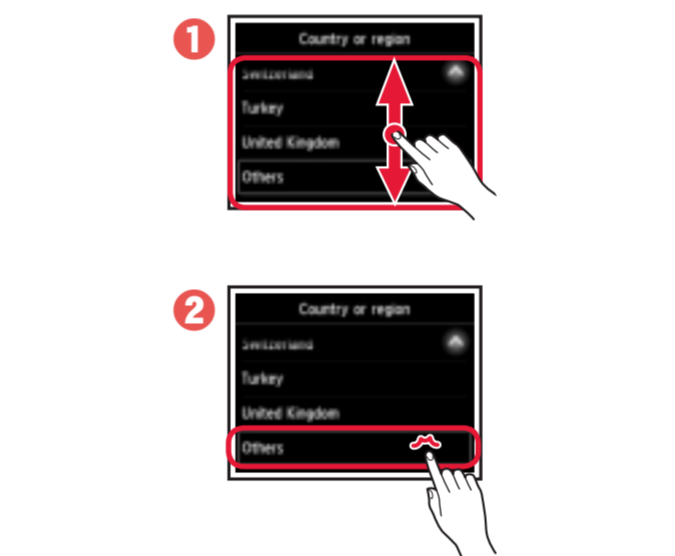 1
Country or region
Switzerland
Turkey
United Kingdom
Others
2
Country or region
Switzerland
Turkey
United Kingdom
Others